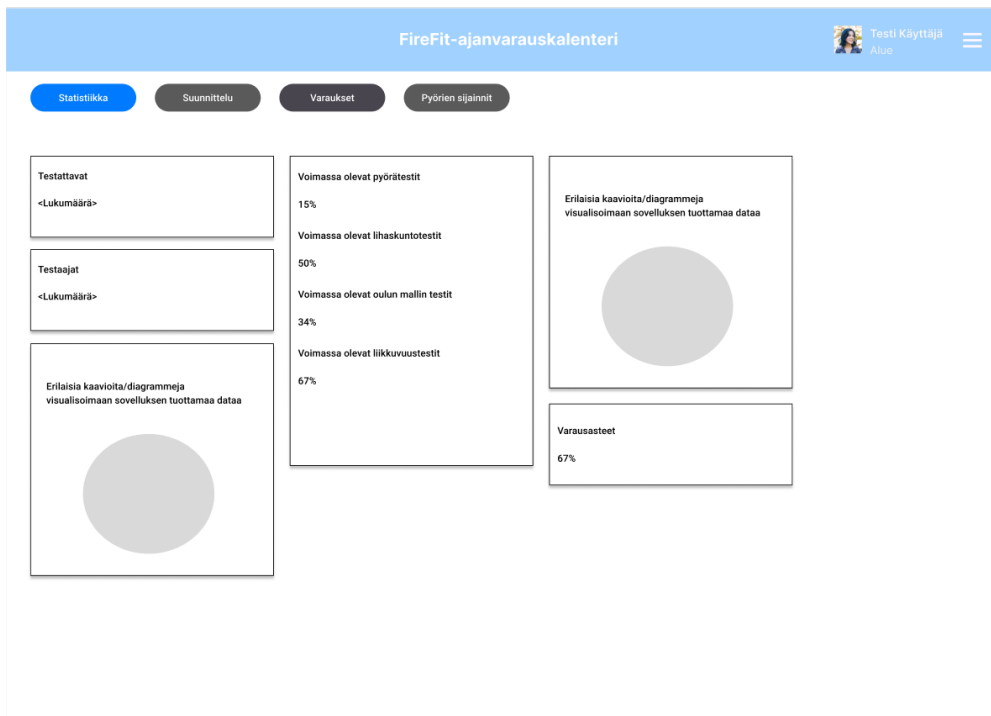 FireFit-ajanvarauskalenteri
Testi Käyttäjä
Alue
Statistiikka
Suunnittelu
Varaukset
Pyörien sijainnit
Testattavat
<Lukumäärä>
Testaajat
<Lukumäärä>
Erilaisia kaavioita/diagrammeja
visualisoimaan sovelluksen tuottamaa dataa
Voimassa olevat pyörätestit
15%
Voimassa olevat lihaskuntotestit
50%
Voimassa olevat oulun mallin testit
34%
Voimassa olevat liikkuvuustestit
67%
Erilaisia kaavioita/diagrammeja
visualisoimaan sovelluksen tuottamaa dataa
Varausasteet
67%